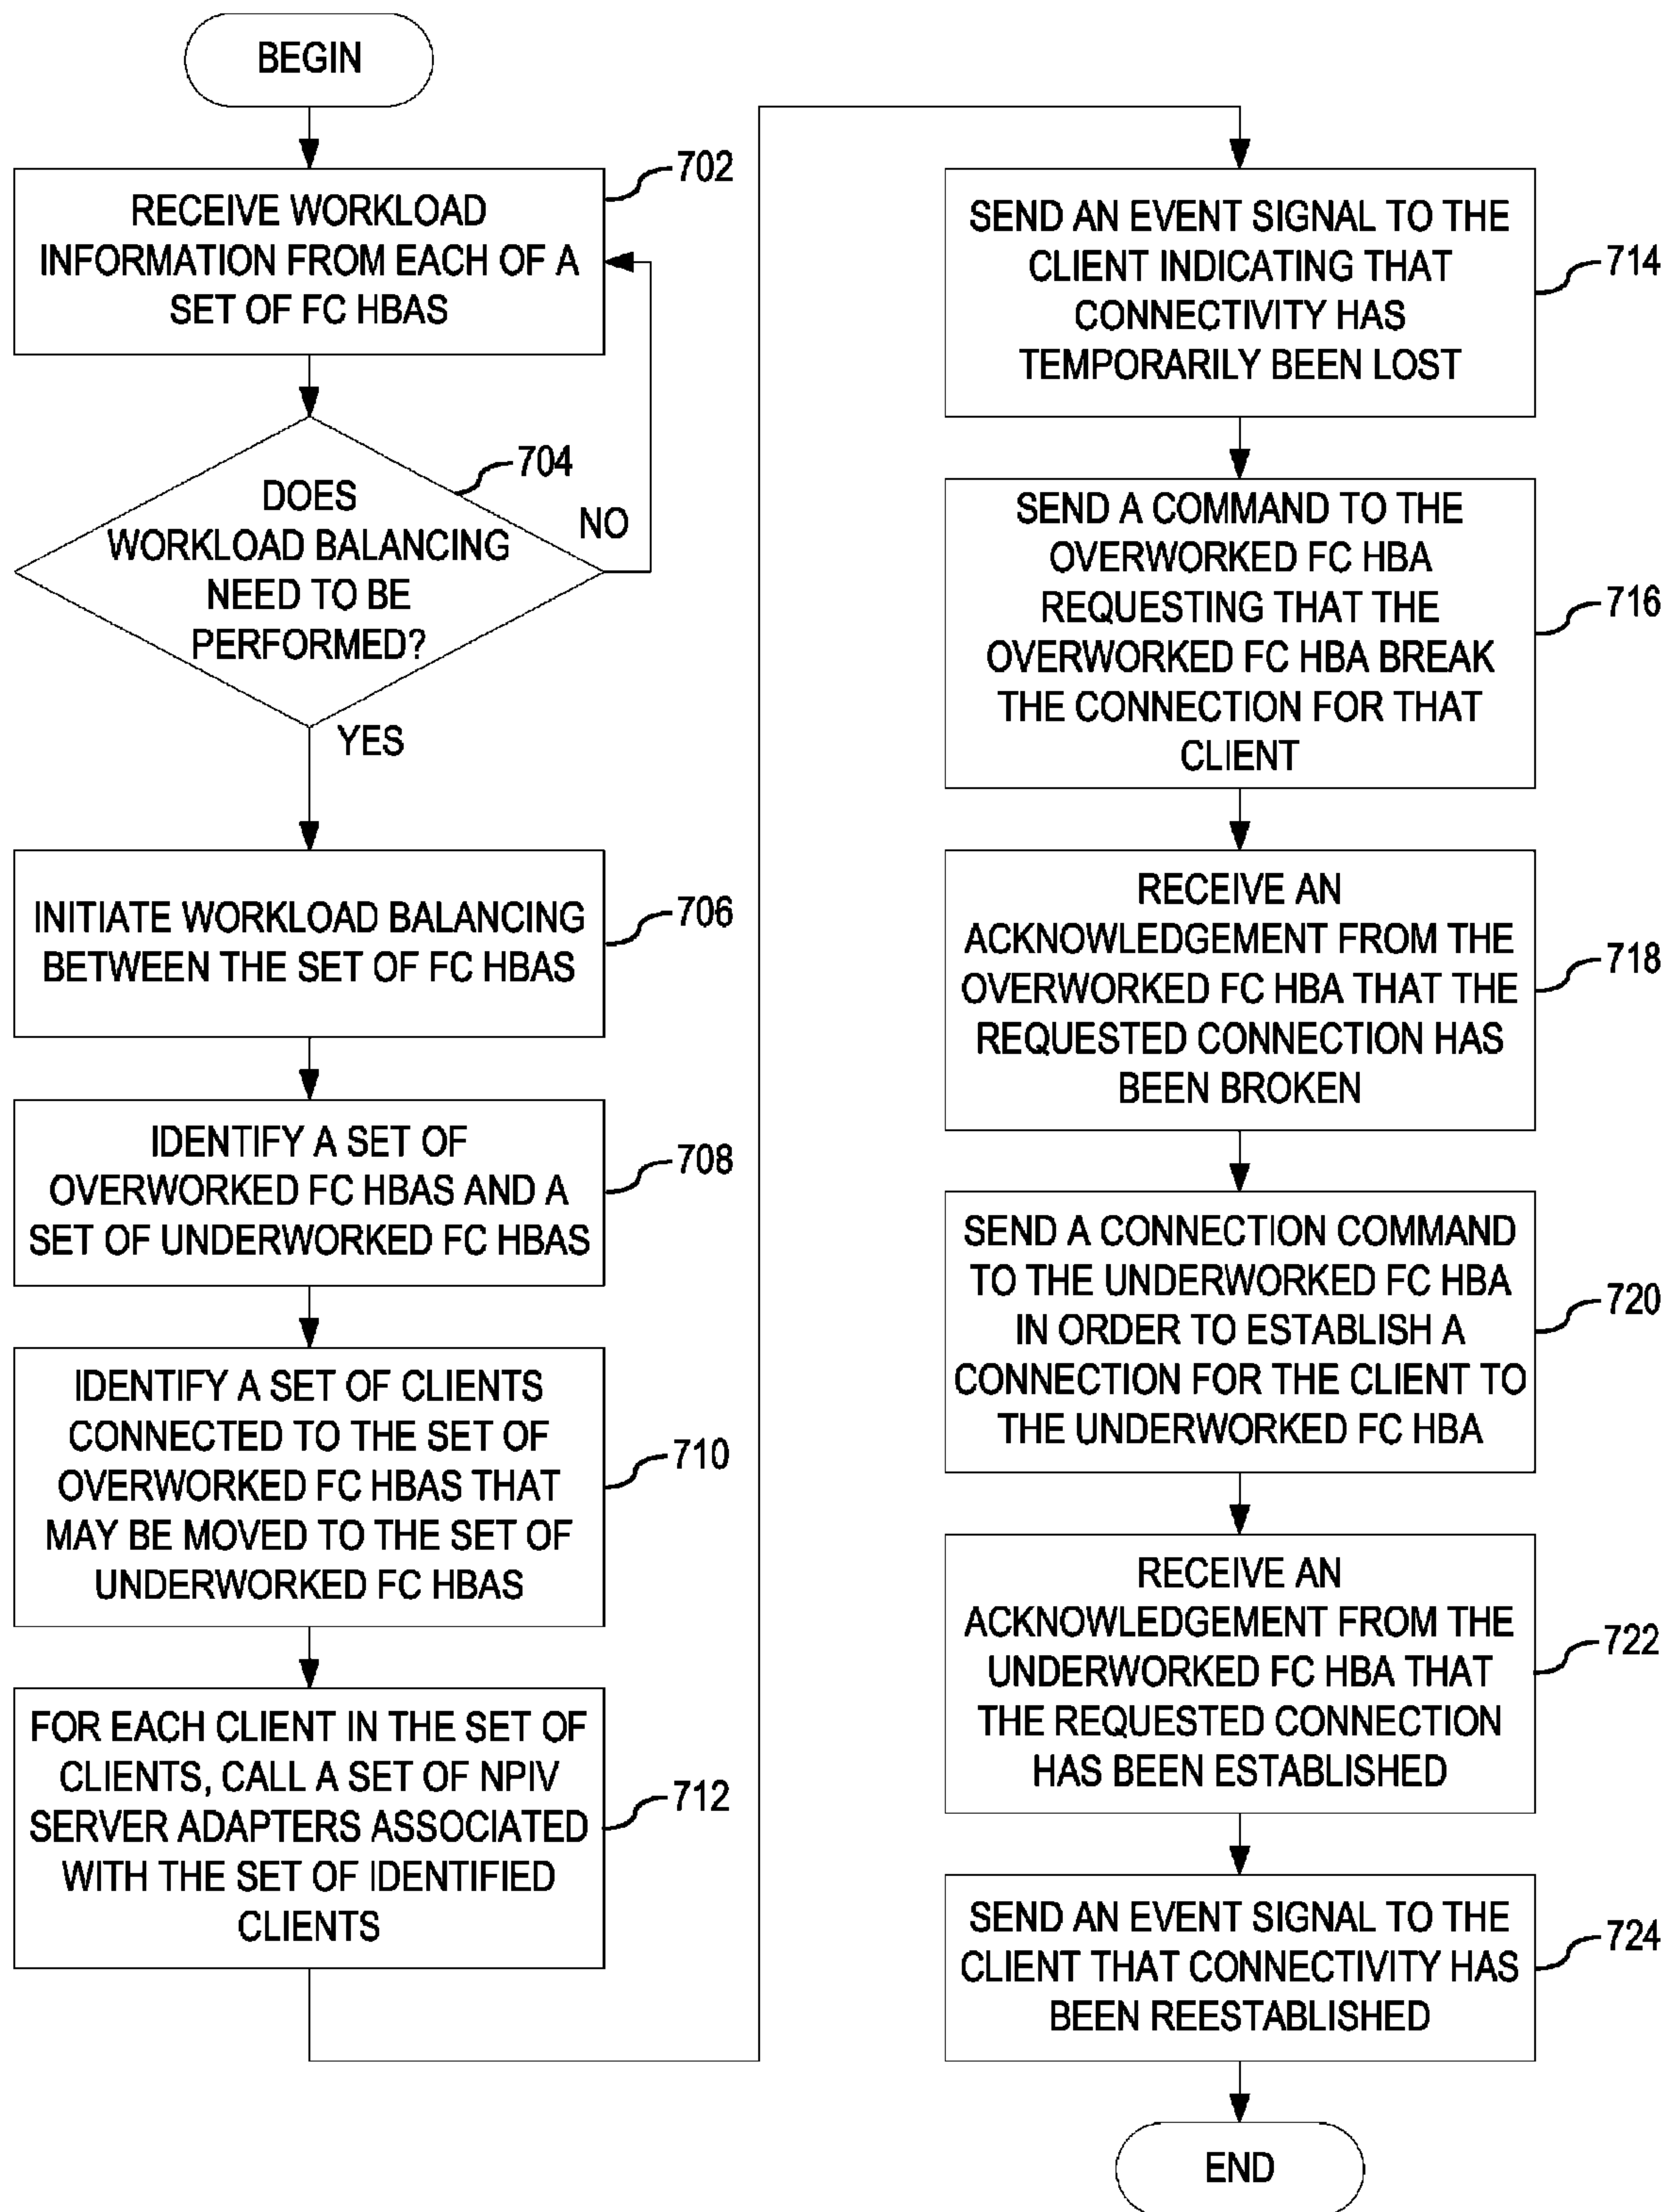 BEGIN
702
RECEIVE WORKLOAD
INFORMATION FROM EACH OF A
SET OF FC HBAS
704
DOES
WORKLOAD BALANCING
NEED TO BE
PERFORMED?
NO
YES
706
INITIATE WORKLOAD BALANCING
BETWEEN THE SET OF FC HBAS
708
IDENTIFY A SET OF
OVERWORKED FC HBAS AND A
SET OF UNDERWORKED FC HBAS
710
IDENTIFY A SET OF CLIENTS
CONNECTED TO THE SET OF
OVERWORKED FC HBAS THAT
MAY BE MOVED TO THE SET OF
UNDERWORKED FC HBAS
712
FOR EACH CLIENT IN THE SET OF
CLIENTS, CALL A SET OF NPIV
SERVER ADAPTERS ASSOCIATED
WITH THE SET OF IDENTIFIED
CLIENTS
714
SEND AN EVENT SIGNAL TO THE
CLIENT INDICATING THAT
CONNECTIVITY HAS
TEMPORARILY BEEN LOST
716
SEND A COMMAND TO THE
OVERWORKED FC HBA
REQUESTING THAT THE
OVERWORKED FC HBA BREAK
THE CONNECTION FOR THAT
CLIENT
718
RECEIVE AN
ACKNOWLEDGEMENT FROM THE
OVERWORKED FC HBA THAT THE
REQUESTED CONNECTION HAS
BEEN BROKEN
720
SEND A CONNECTION COMMAND
TO THE UNDERWORKED FC HBA
IN ORDER TO ESTABLISH A
CONNECTION FOR THE CLIENT TO
THE UNDERWORKED FC HBA
722
RECEIVE AN
ACKNOWLEDGEMENT FROM THE
UNDERWORKED FC HBA THAT
THE REQUESTED CONNECTION
HAS BEEN ESTABLISHED
724
SEND AN EVENT SIGNAL TO THE
CLIENT THAT CONNECTIVITY HAS
BEEN REESTABLISHED
END